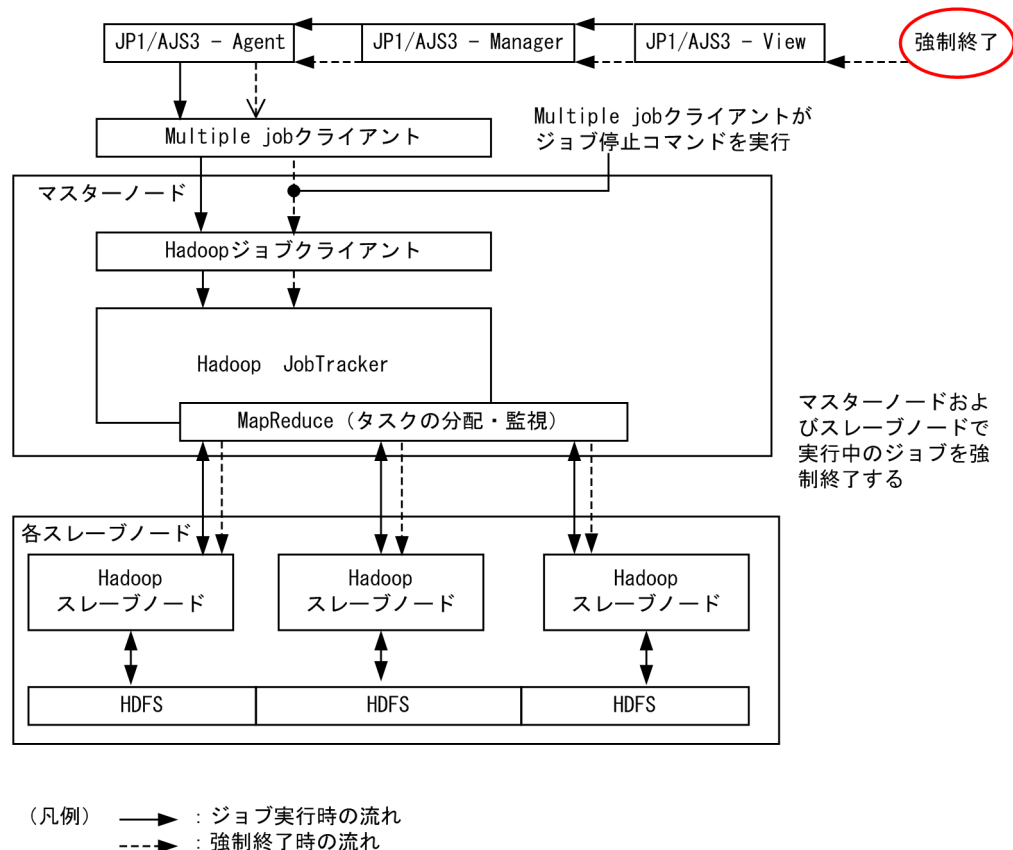 JP1/AJS3 - Agent
JP1/AJS3 - Manager
JP1/AJS3 - View
強制終了
Multiple jobクライアント
Multiple jobクライアントが
ジョブ停止コマンドを実行
マスターノード
Hadoopジョブクライアント
Hadoop JobTracker
MapReduce（タスクの分配・監視）
マスターノードおよ
びスレーブノードで
実行中のジョブを強
制終了する
各スレーブノード
Hadoop
スレーブノード
Hadoop
スレーブノード
Hadoop
スレーブノード
HDFS
HDFS
HDFS
（凡例）
：ジョブ実行時の流れ
：強制終了時の流れ